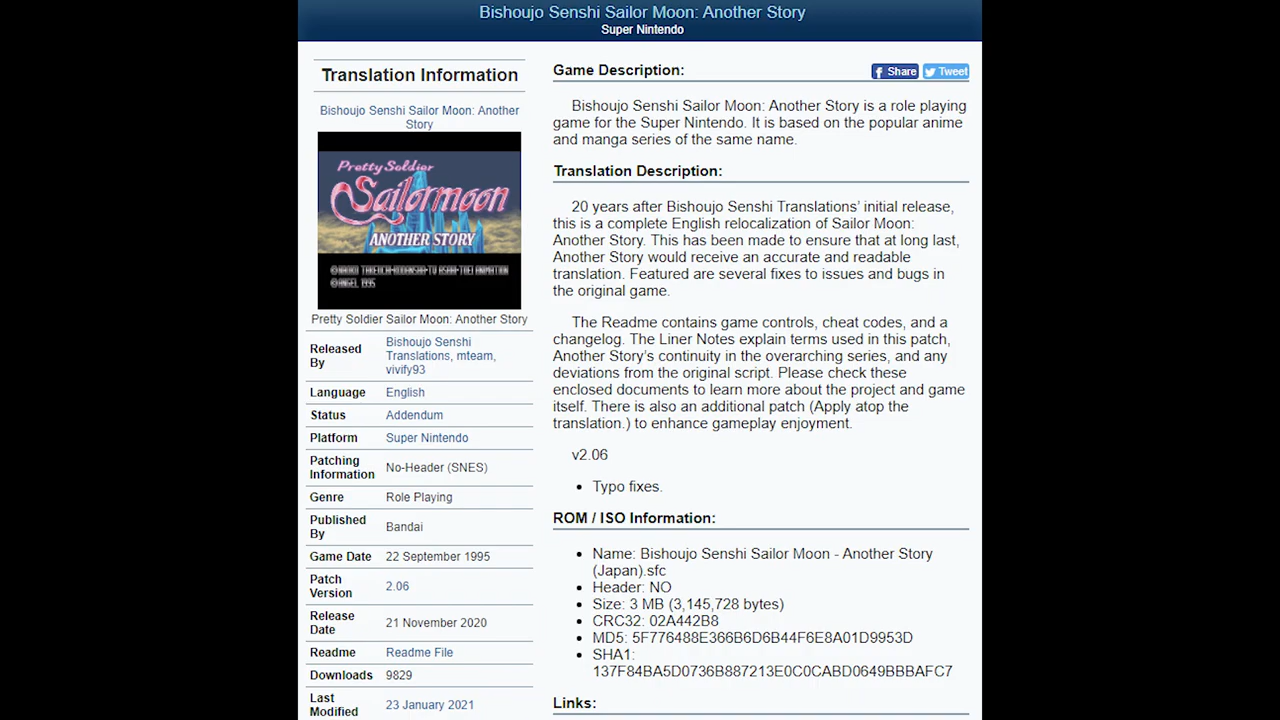 Bishoujo Senshi Sailor Moon: Another Story
Super Nintendo
Translation Information
Bishoujo Senshi Sailor Moon: Another
Story
Pretty Soldier
Sailormoon
ANOTHER STORY
©ANGEL 1995
Pretty Soldier Sailor Moon: Another Story
Released
By
Bishoujo Senshi
Translations, mteam,
vivify93
Language English
Status Addendum
Platform Super Nintendo
Patching
Information
No-Header (SNES)
Genre Role Playing
Published
By
Bandai
Game Date 22 September 1995
Patch
Version
2.06
Release
Date
21 November 2020
Readme Readme File
Downloads 9829
Last
Modified
23 January 2021
Game Description:
Share
Tweet
Bishoujo Senshi Sailor Moon: Another Story is a role playing
game for the Super Nintendo. It is based on the popular anime
and manga series of the same name.
Translation Description:
20 years after Bishoujo Senshi Translations’ initial release,
this is a complete English relocalization of Sailor Moon:
Another Story. This has been made to ensure that at long last,
Another Story would receive an accurate and readable
translation. Featured are several fixes to issues and bugs in
the original game.
The Readme contains game controls, cheat codes, and a
changelog. The Liner Notes explain terms used in this patch,
Another Story’s continuity in the overarching series, and any
deviations from the original script. Please check these
enclosed documents to learn more about the project and game
itself. There is also an additional patch (Apply atop the
translation.) to enhance gameplay enjoyment.
v2.06
• Typo fixes.
ROM / ISO Information:
• Name: Bishoujo Senshi Sailor Moon - Another Story
(Japan).sfc
• Header: NO
• Size: 3 MB (3,145,728 bytes)
• CRC32: 02A442B8
• MD5: 5F776488E366B6D6B44F6E8A01D9953D
• SHA1:
137F84BA5D0736B887213E0C0CABD0649BBBAFC7
Links: